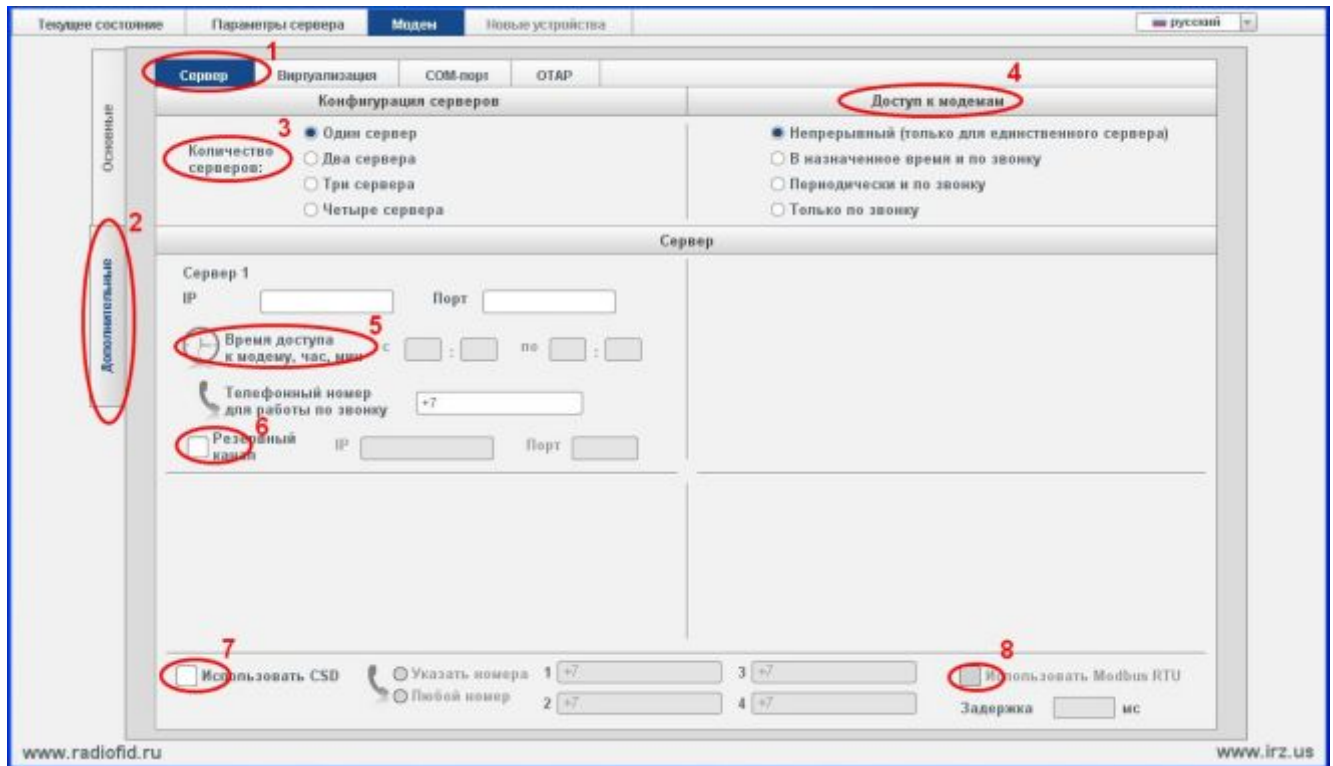 Текущее состояние Параметры сервера Модем Новые устройства русский
1
Сервер Виртуализация COM-порт OTAP
4
Конфигурация серверов Доступ к модемам
Основные
3
Количество серверов:
Один сервер
Два сервера
Три сервера
Четыре сервера
Непрерывный (только для единственного сервера)
В назначенное время и по звонку
Периодически и по звонку
Только по звонку
2
Дополнительные
Сервер
Сервер 1
IP Порт
5
Время доступа
к модему, час, мин с : по :
Телефонный номер
для работы по звонку +7
6
Резервный
канал IP Порт
7
Использовать CSD
Указать номера 1 +7 3 +7
Любой номер 2 +7 4 +7
8
Использовать Modbus RTU
Задержка мс
www.radiofid.ru www.irz.us